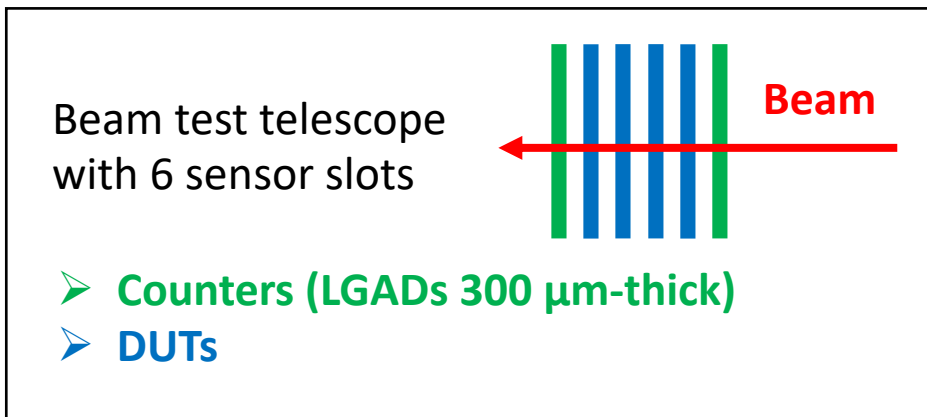 Beam test telescope
with 6 sensor slots
Beam
➢ Counters (LGADs 300 µm-thick)
➢ DUTs